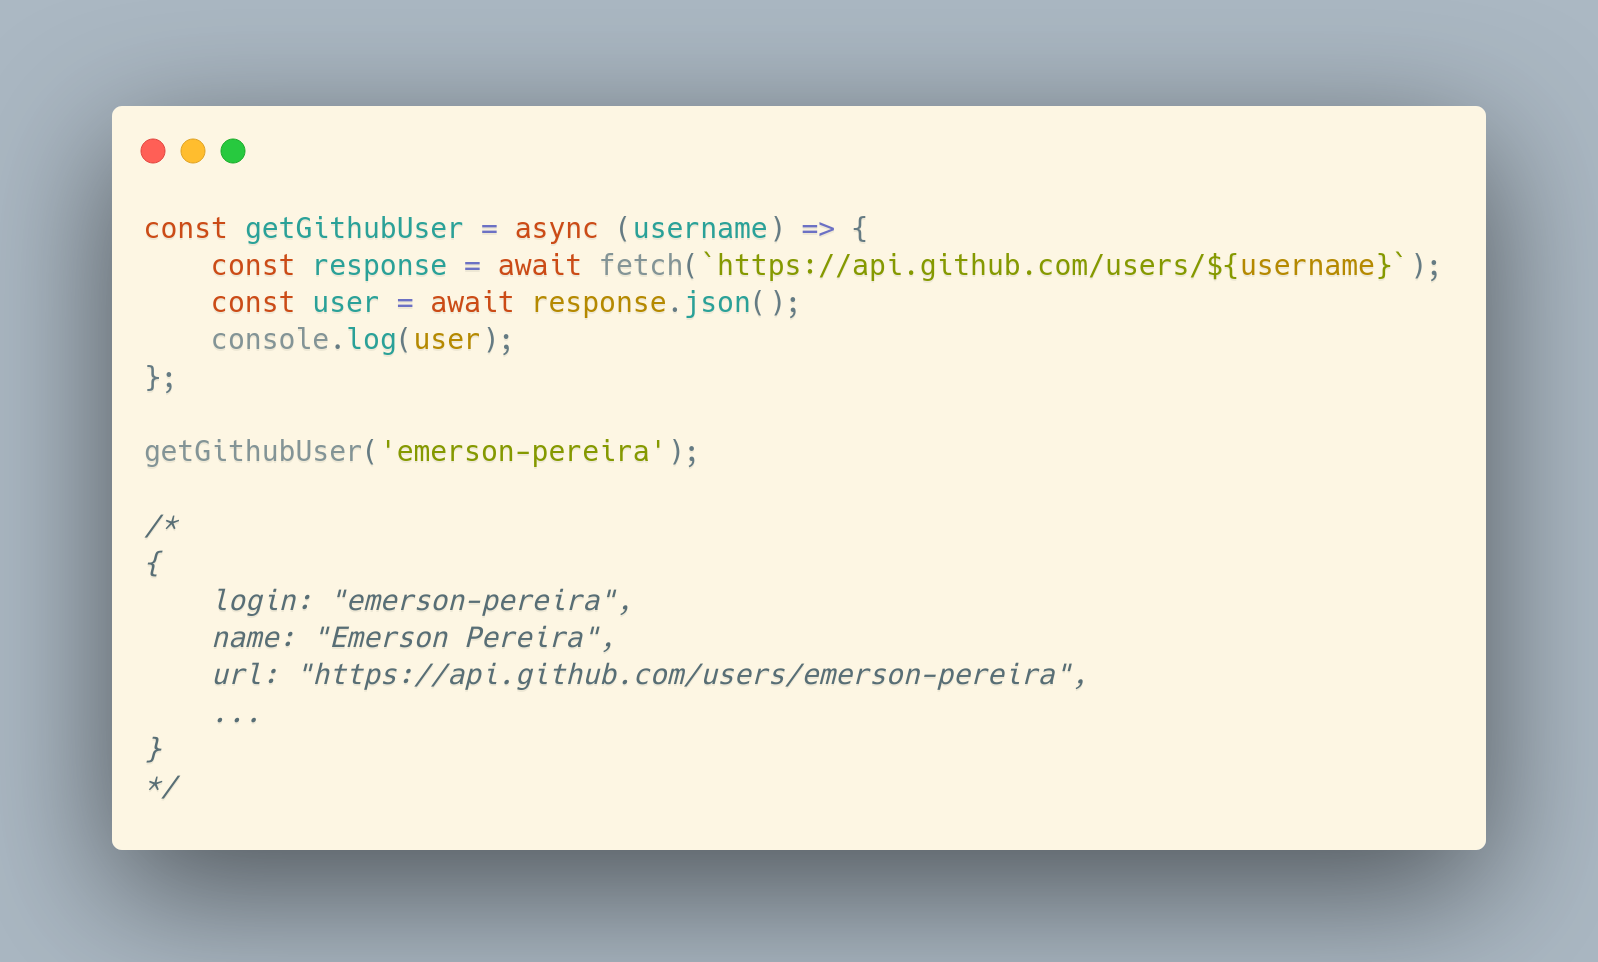 const getGithubUser = async (username) => {
    const response = await fetch(`https://api.github.com/users/${username}`);
    const user = await response.json();
    console.log(user);
};

getGithubUser('emerson-pereira');

/*
{
    login: "emerson-pereira",
    name: "Emerson Pereira",
    url: "https://api.github.com/users/emerson-pereira",
    ...
}
*/